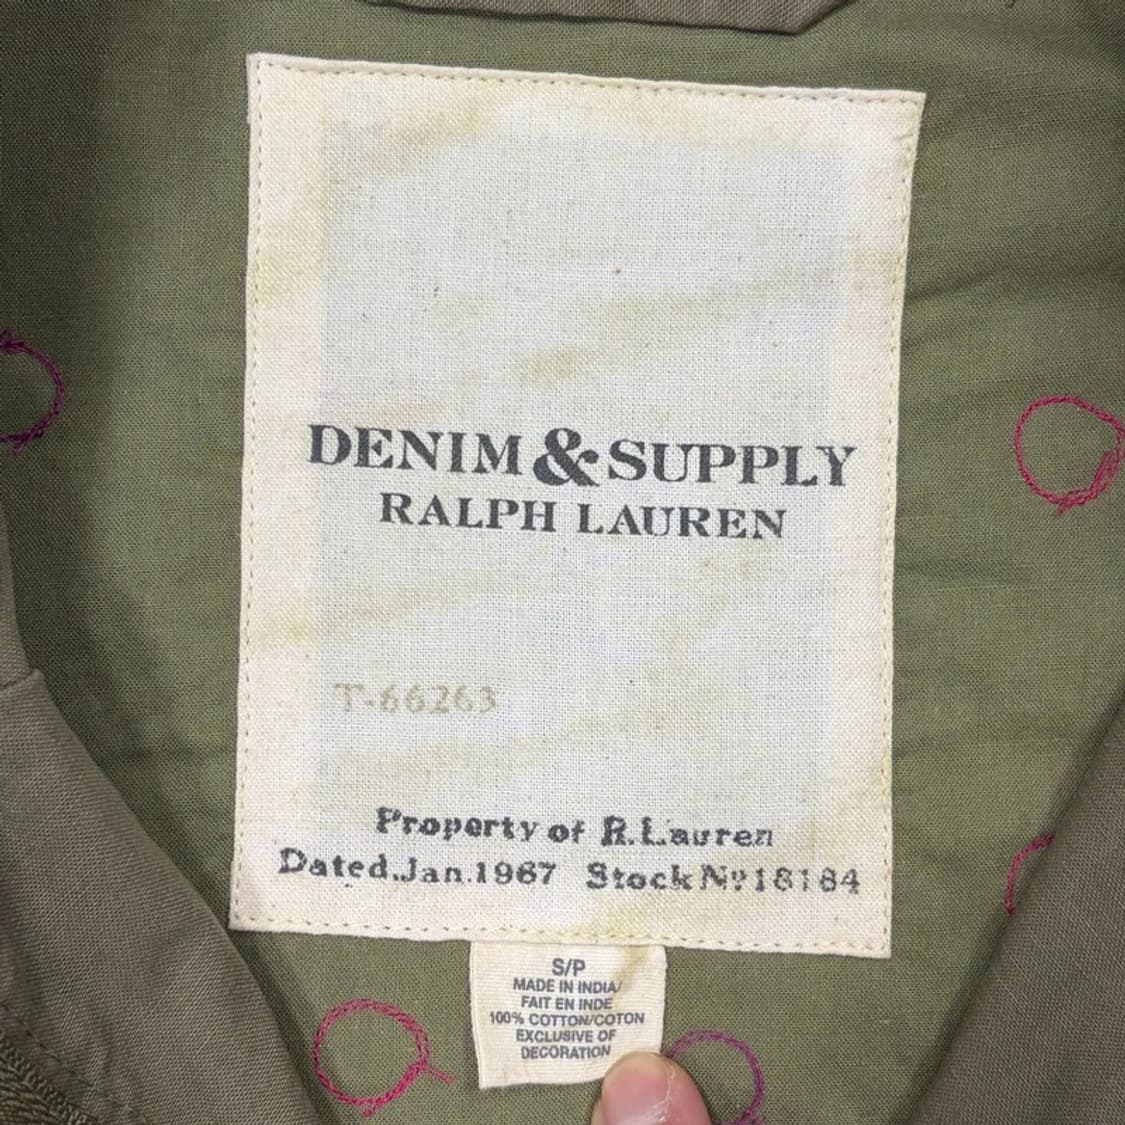 DENIM & SUPPLY
RALPH LAUREN
T-66263
Property of R.Lauren
Dated.Jan.1967 Stock Nº 18184
S/P
MADE IN INDIA/
FAIT EN INDE
100% COTTON/COTON
EXCLUSIVE OF
DECORATION